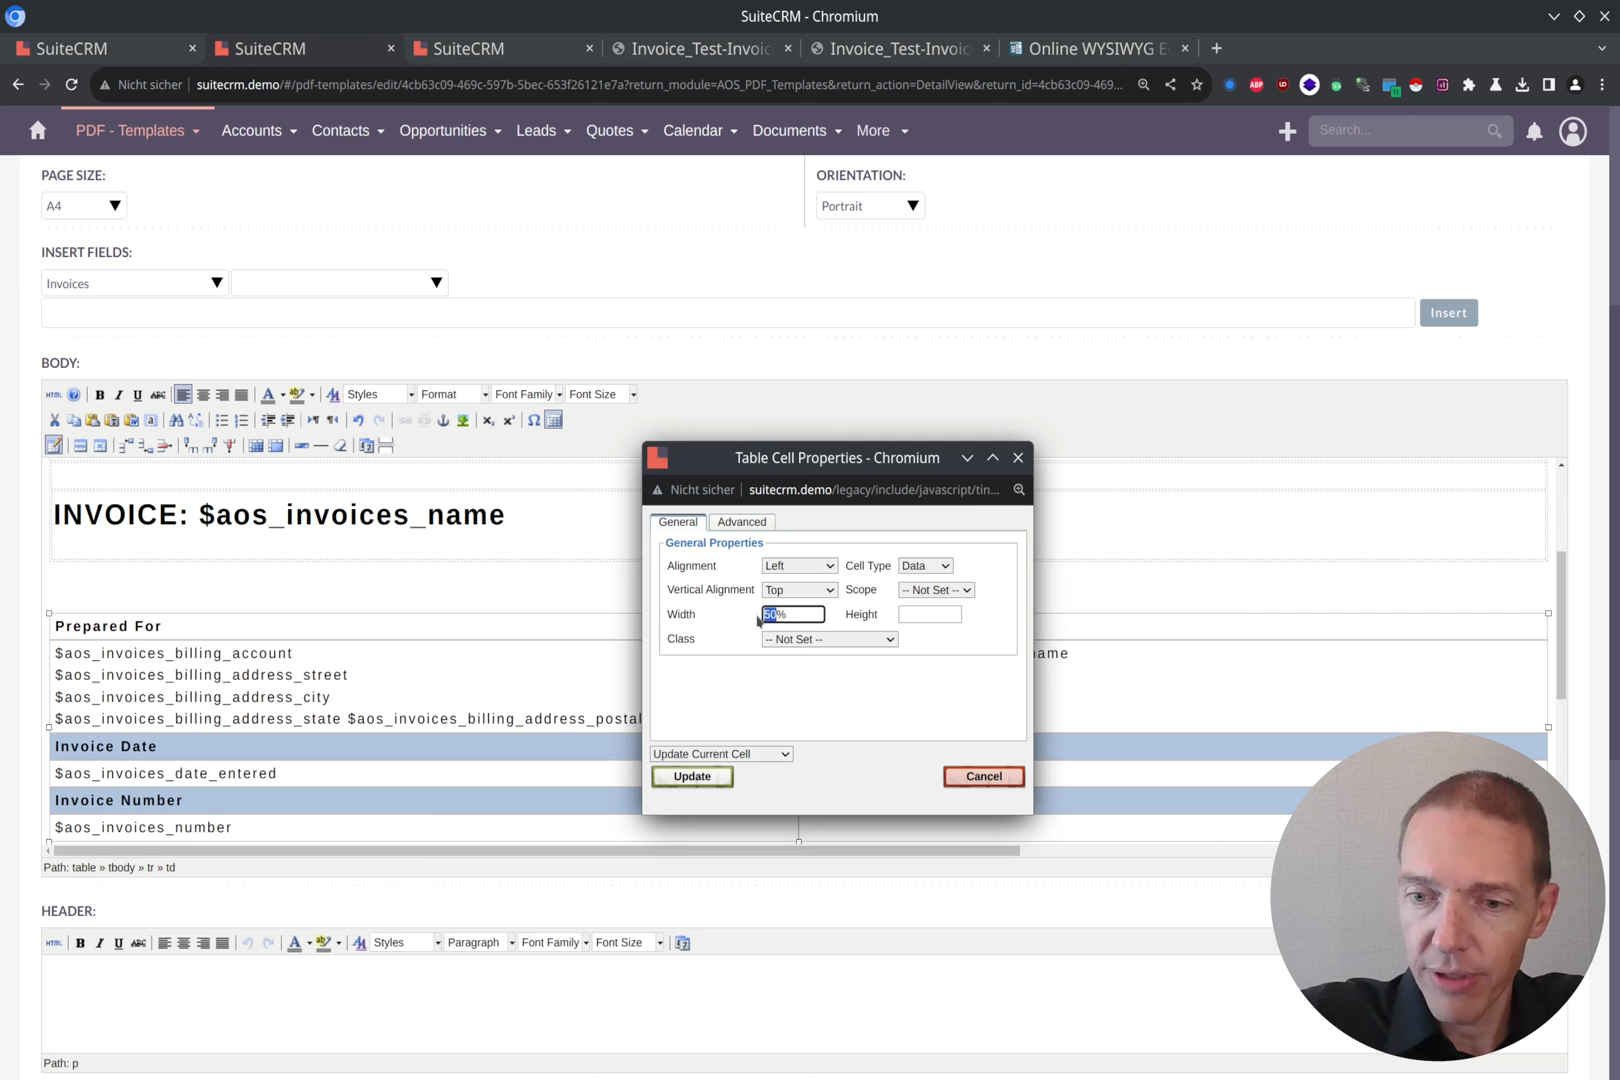 SuiteCRM - Chromium
SuiteCRM × SuiteCRM × SuiteCRM × Invoice_Test-Invoic × Invoice_Test-Invoic × Online WYSIWYG E × +
Nicht sicher suitecrm.demo/#/pdf-templates/edit/4cb63c09-469c-597b-5bec-653f26121e7a?return_module=AOS_PDF_Templates&return_action=DetailView&return_id=4cb63c09-469...
PDF - Templates Accounts Contacts Opportunities Leads Quotes Calendar Documents More Search...
PAGE SIZE: ORIENTATION:
A4 Portrait
INSERT FIELDS:
Invoices
Insert
BODY:
HTML B I U ABC Styles Format Font Family Font Size
INVOICE: $aos_invoices_name
Prepared For
$aos_invoices_billing_account name
$aos_invoices_billing_address_street
$aos_invoices_billing_address_city
$aos_invoices_billing_address_state $aos_invoices_billing_address_postal
Invoice Date
$aos_invoices_date_entered
Invoice Number
$aos_invoices_number
Path: table » tbody » tr » td
Table Cell Properties - Chromium
Nicht sicher suitecrm.demo/legacy/include/javascript/tin...
General Advanced
General Properties
Alignment Left Cell Type Data
Vertical Alignment Top Scope -- Not Set --
Width 50% Height
Class -- Not Set --
Update Current Cell
Update Cancel
HEADER:
HTML B I U ABC Styles Paragraph Font Family Font Size
Path: p